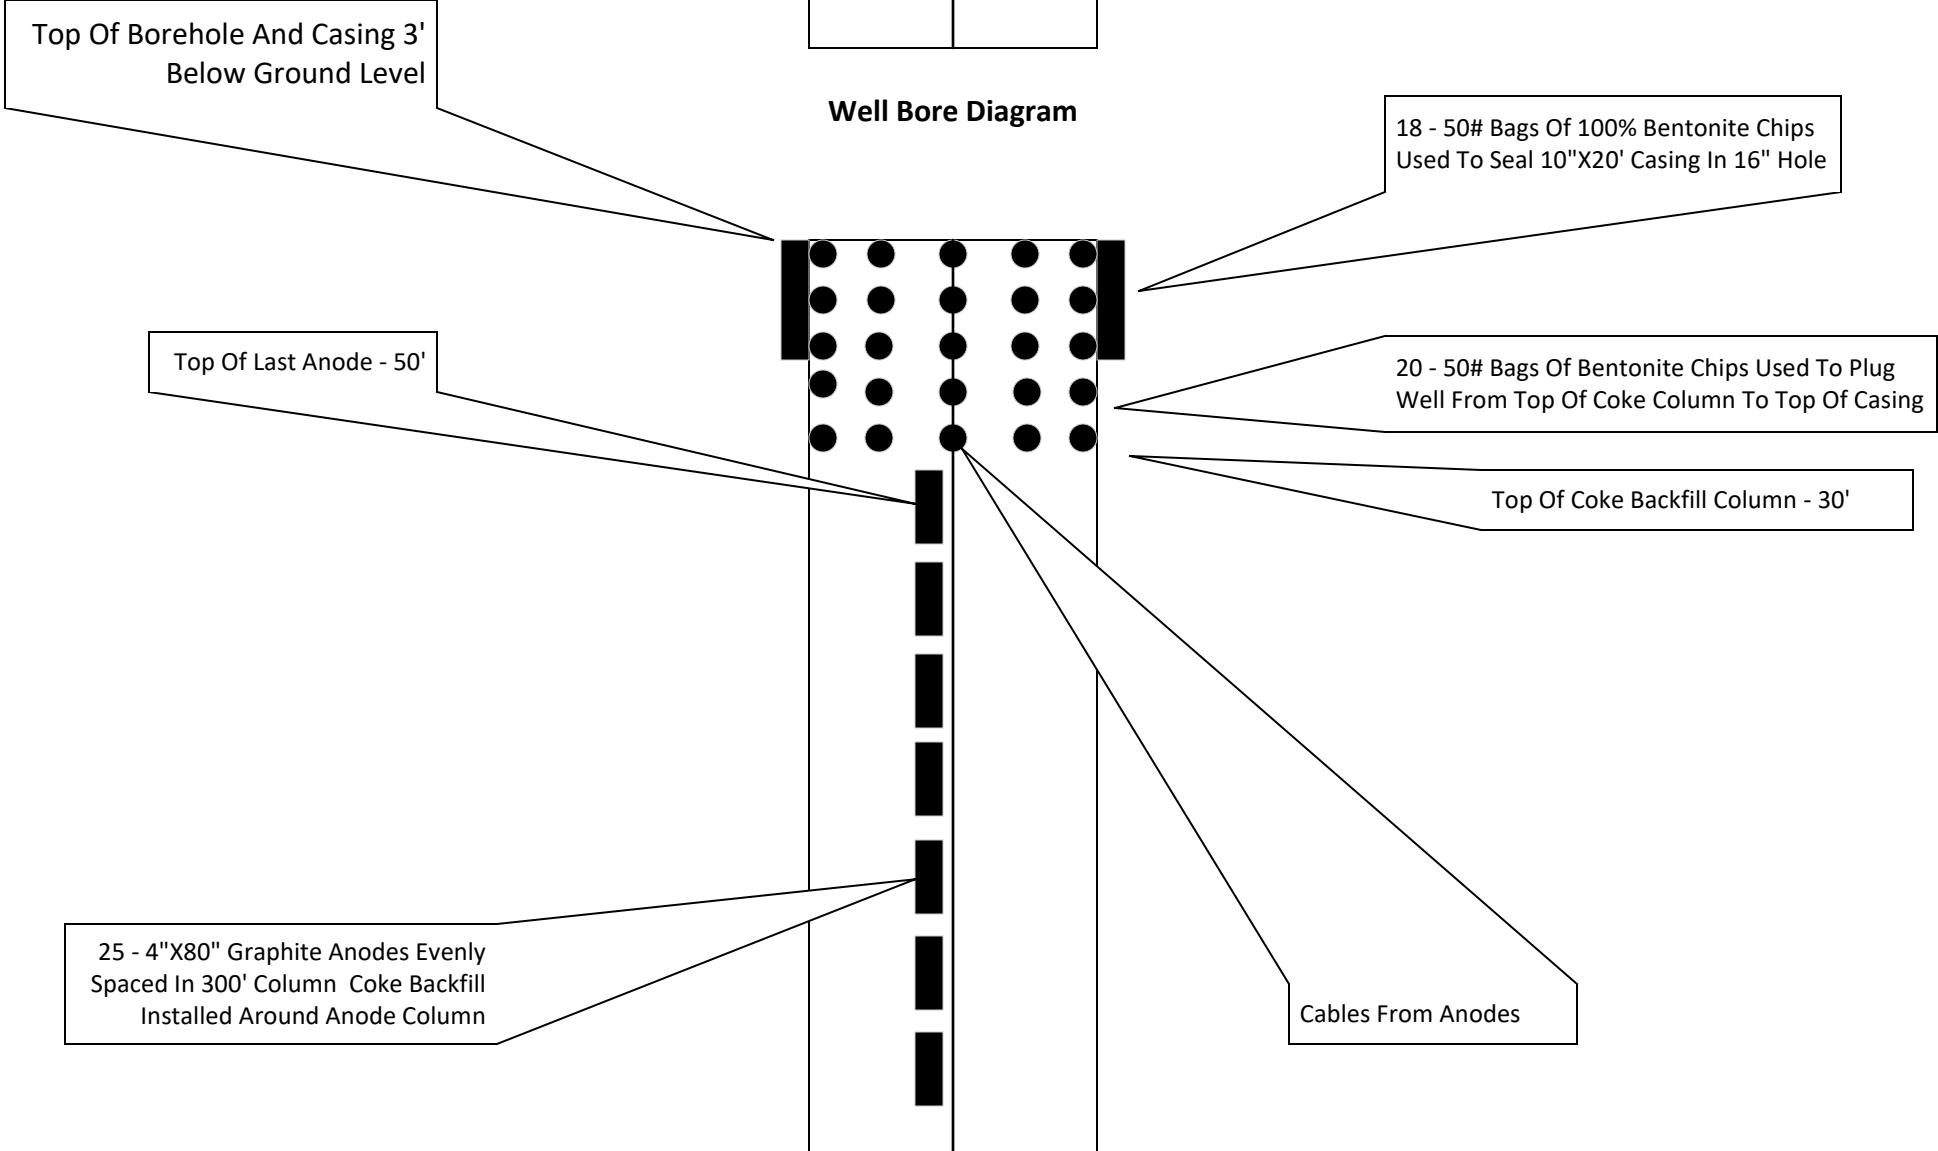 Top Of Borehole And Casing 3'
Below Ground Level
Well Bore Diagram
18 - 50# Bags Of 100% Bentonite Chips
Used To Seal 10"X20' Casing In 16" Hole
Top Of Last Anode - 50'
20 - 50# Bags Of Bentonite Chips Used To Plug
Well From Top Of Coke Column To Top Of Casing
Top Of Coke Backfill Column - 30'
25 - 4"X80" Graphite Anodes Evenly
Spaced In 300' Column  Coke Backfill
Installed Around Anode Column
Cables From Anodes